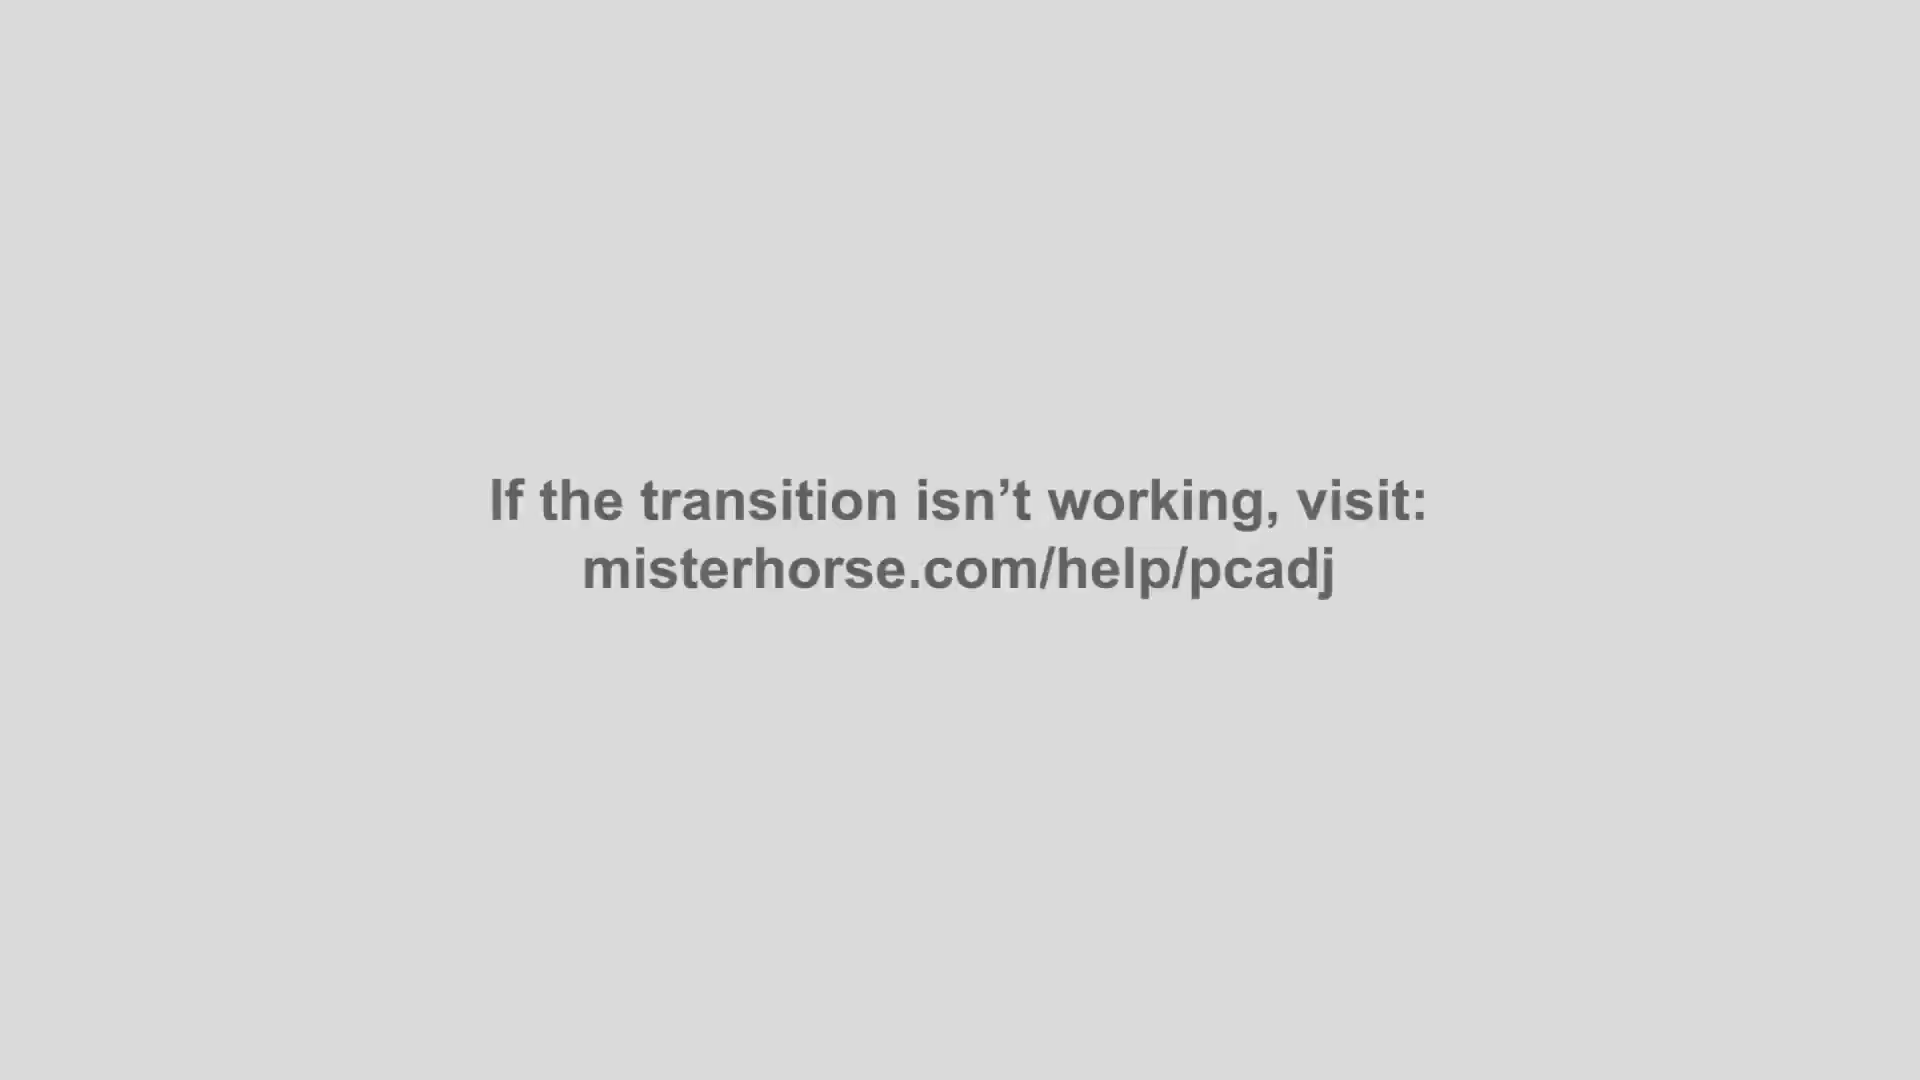 If the transition isn’t working, visit:
misterhorse.com/help/pcadj